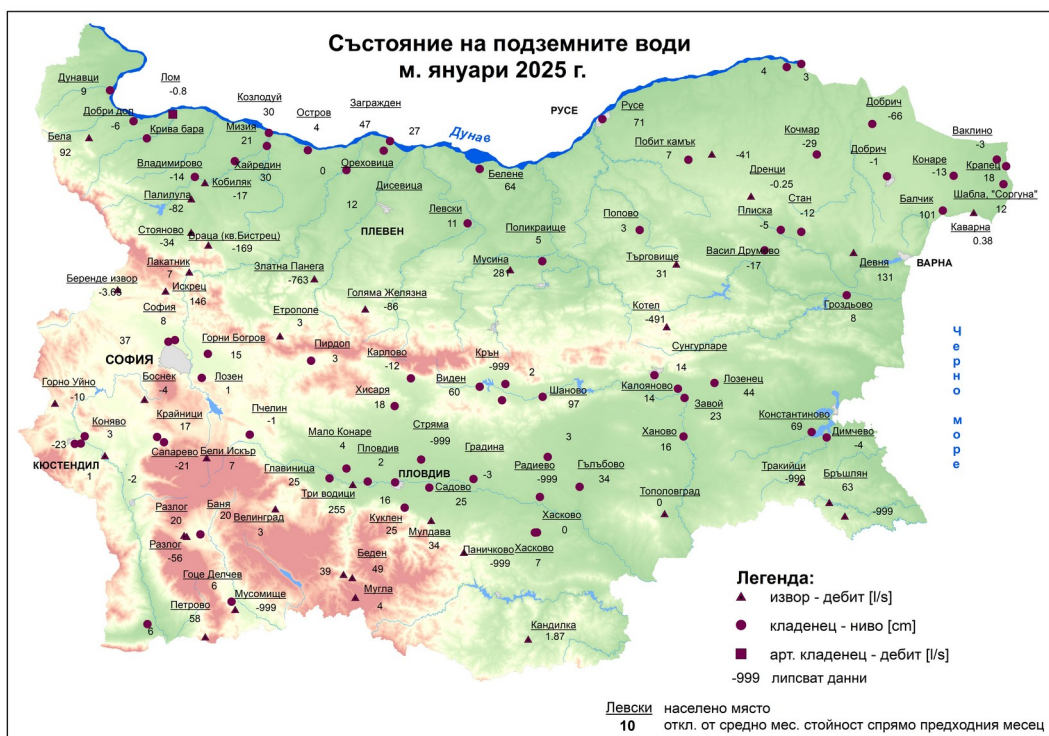 Състояние на подземните води
м. януари 2025 г.
Дунавци
9
Лом
-0.8
Добри дол
-6
Козлодуй
30
Остров
4
Загражден
47
27
Дунав
РУСЕ
Русе
71
4
3
Добрич
-66
Бела
92
Крива бара
Мизия
21
Хайредин
30
Владимирово
-14
Кобиляк
-17
Палилула
-82
0
Ореховица
Дисевица
12
Белене
64
Побит камък
7
-41
Кочмар
-29
Добрич
-1
Ваклино
-3
Конаре
-13
Крапец
18
Шабла, "Соргуна"
12
Дренци
-0.25
Стан
-12
Плиска
-5
Балчик
101
Каварна
0.38
Стояново
-34
Враца (кв.Бистрец)
-169
ПЛЕВЕН
Левски
11
Поликраище
5
Попово
3
Търговище
31
Васил Друмево
-17
Девня
131
ВАРНА
Лакатник
7
Беренде извор
-3.63
Искрец
146
Златна Панега
-763
Мусина
281
Голяма Желязна
-86
Котел
-491
Гроздьово
8
София
8
37
СОФИЯ
Етрополе
3
Горни Богров
15
Пирдоп
3
Карлово
-12
Крън
-999
2
Сунгурларе
14
Черно море
Горно Уйно
-10
Боснек
-4
Лозен
1
Хисаря
18
Виден
60
Шаново
97
Калояново
14
Завой
23
Лозенец
44
Коняво
3
-23
КЮСТЕНДИЛ
1
Крайници
17
Пчелин
-1
Сапарево
-21
Бели Искър
7
-2
Мало Конаре
4
Стряма
-999
Пловдив
2
ПЛОВДИВ
Градина
-3
3
Ханово
16
Константиново
69
Димчево
-4
Главиница
25
Три водици
255
16
Садово
25
Радиево
-999
Гълъбово
34
Тракийци
-999
Бръшлян
63
-999
Тополовград
0
Разлог
20
Баня
20
Велинград
3
Куклен
25
Мулдава
34
Хасково
0
Хасково
7
Разлог
-56
Паничково
-999
Беден
49
39
Мугла
4
Гоце Делчев
6
Мусомище
-999
Петрово
58
6
Кандилка
1.87
Легенда:
извор - дебит [l/s]
кладенец - ниво [cm]
арт. кладенец - дебит [l/s]
-999 липсват данни
Левски населено място
10 откл. от средно мес. стойност спрямо предходния месец